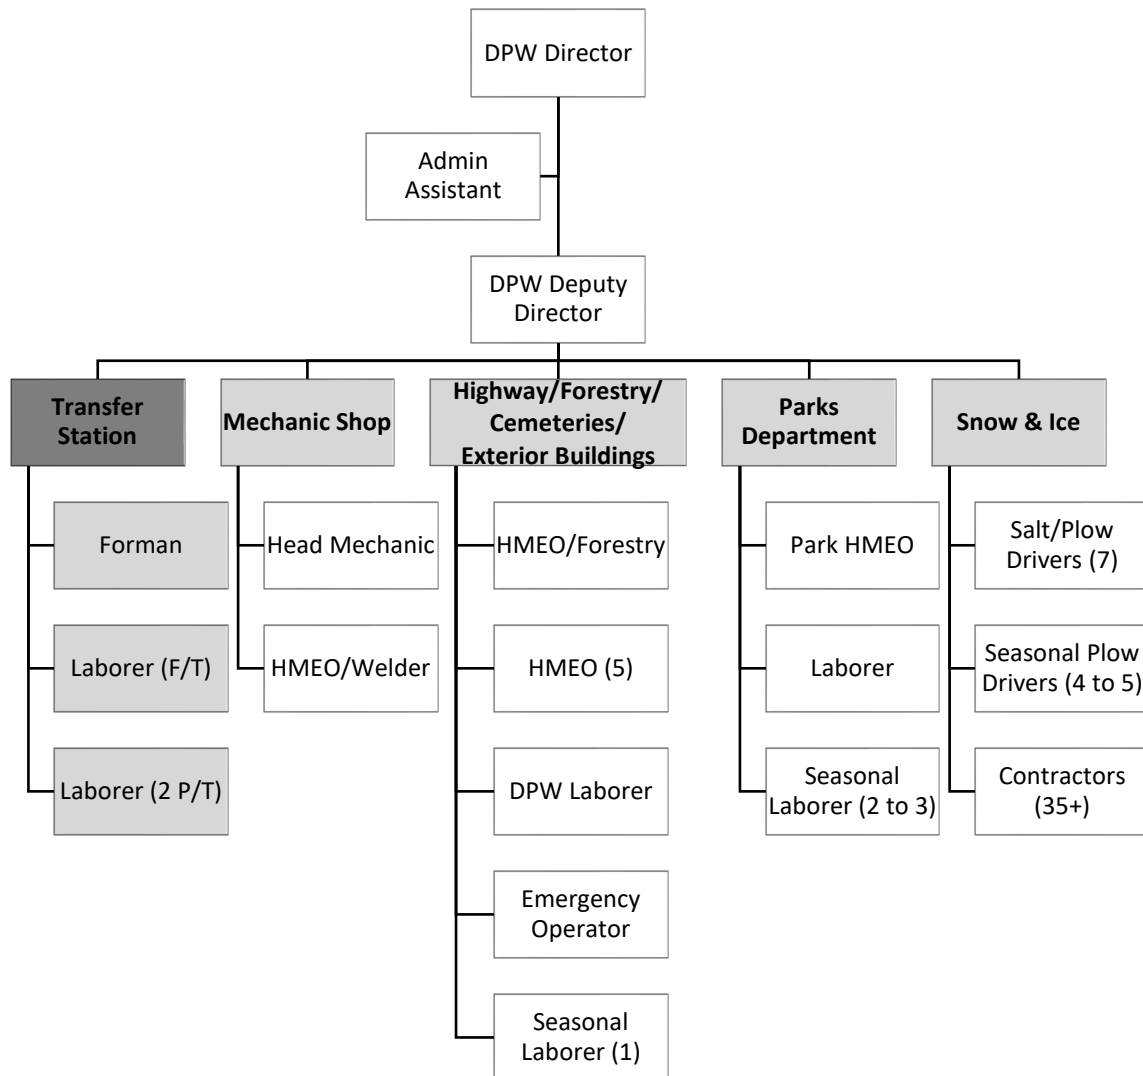 DPW Director
Admin
Assistant
DPW Deputy
Director
Transfer
Station
Forman
Laborer (F/T)
Laborer (2 P/T)
Mechanic Shop
Head Mechanic
HMEO/Welder
Highway/Forestry/
Cemeteries/
Exterior Buildings
HMEO/Forestry
HMEO (5)
DPW Laborer
Emergency
Operator
Seasonal
Laborer (1)
Parks
Department
Park HMEO
Laborer
Seasonal
Laborer (2 to 3)
Snow & Ice
Salt/Plow
Drivers (7)
Seasonal Plow
Drivers (4 to 5)
Contractors
(35+)